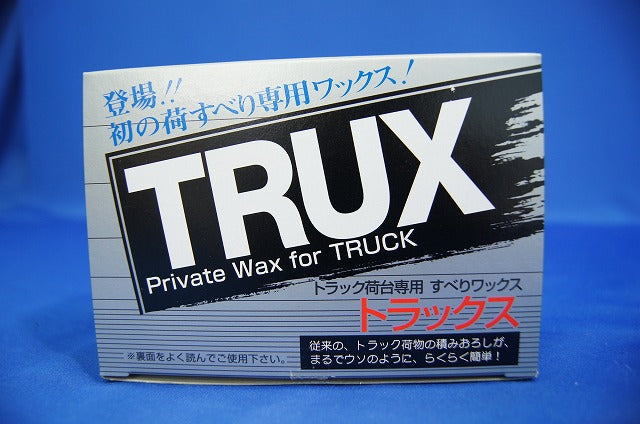 登場!!
初の荷すべり専用ワックス!
TRUX
Private Wax for TRUCK
トラック荷台専用 すべりワックス
トラックス
従来の、トラック荷物の積みおろしが、
まるでウソのように、らくらく簡単!
※裏面をよく読んでご使用下さい。